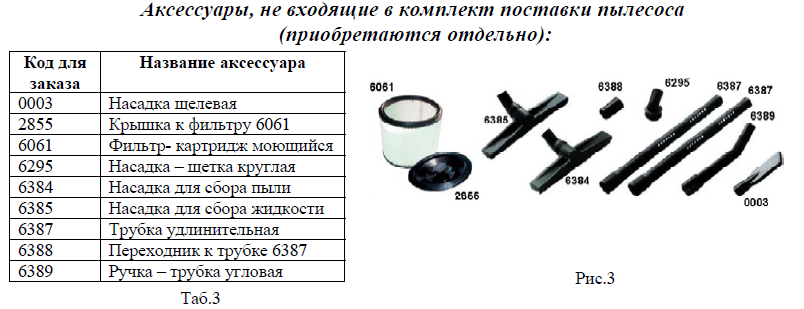 Аксессуары, не входящие в комплект поставки пылесоса
(приобретаются отдельно):
Код для заказа Название аксессуара
0003 Насадка щелевая
2855 Крышка к фильтру 6061
6061 Фильтр- картридж моющийся
6295 Насадка – щетка круглая
6384 Насадка для сбора пыли
6385 Насадка для сбора жидкости
6387 Трубка удлинительная
6388 Переходник к трубке 6387
6389 Ручка – трубка угловая
Таб.3
6061
2855
6385
6384
6388
6295
6387
6387
6389
0003
Рис.3